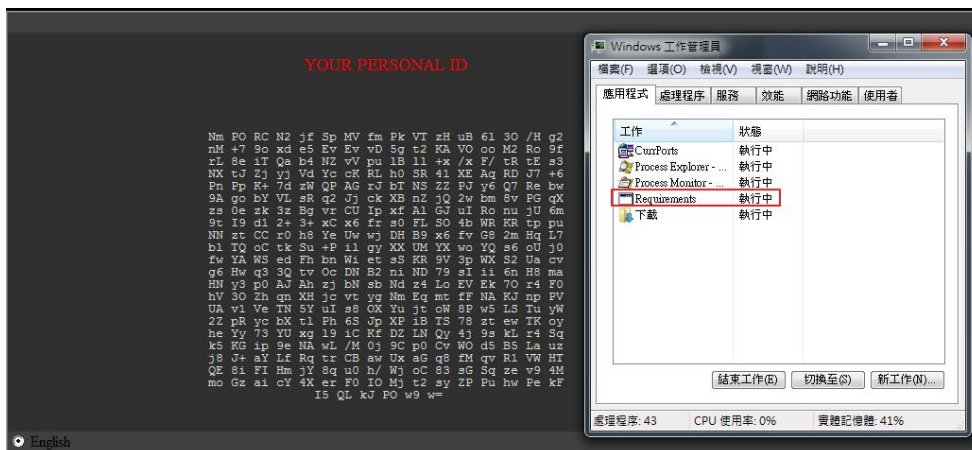 YOUR PERSONAL ID
Nm PO RC N2 jf Sp MV fm Pk VT zH uB 6l 3O /H g2
nM +7 9o xd e5 Ev Ev vD 5g t2 KA VO oo M2 Ro 9f
rL 8e iT Qa b4 NZ vV pu lB ll +x /x F/ tR tE s3
NX tJ Zj yj Vd Yc cK RL h0 SR 41 XE Aq RD J7 +6
Pn Pp K+ 7d zW QP AG rJ bT NS ZZ PJ y6 Q7 Re bw
9A go bY VL sR q2 Jj ck XB nZ jQ 2w bm 8v PG qX
zs 0e zk 3z Bg vr CU Ip xf Al GJ uI Ro nu jU 6m
9t I9 d1 2+ 3+ xC x6 fr s0 FL SO 4b WR KR tp pu
NN zt CC r0 h8 Ye Uw wj DH B9 x6 fv G8 2m Hq L7
bl TQ oC tk Su +P il gy XX UM YX wo YQ s6 oU j0
fw YA WS ed Fh bn Wi et sS KR 9V 3p WX S2 Ua cv
g6 Hw q3 3Q tv Oc DN B2 ni ND 79 sI ii 6n H8 ma
HN y3 p0 AJ Ah zj bN sb Nd z4 Lo EV Ek 7O r4 F0
hV 3O Zh qn XH jc vt yg Nm Eq mt fF NA KJ np PV
UA v1 Ve TN 5Y uI s8 OX Yu jt oW 8P w5 LS Tu yW
2Z pR yc bX tl Ph 6S Jp XP iB TS 78 zt ew TK oy
he Yy 73 YU xg 19 iC Kf DZ LN Qy 4j 9s kL r4 Sq
k5 KG ip 9e NA wL /M 0j 9C p0 Cv WO d5 B5 La uz
j8 J+ aY Lf Rq tr CB aw Ux aG q8 fM qv R1 VW HT
QE 8i FI Hm jY 8q u0 h/ Wj oC 83 sG Sq ze v9 4M
mo Gz ai cY 4X er F0 IO Mj t2 sy ZP Pu hw Pe kF
I5 QL kJ PO w9 w=
English
Windows 工作管理員
檔案(F) 選項(O) 檢視(V) 視窗(W) 說明(H)
應用程式 處理程序 服務 效能 網路功能 使用者
工作 狀態
CurrPorts 執行中
Process Explorer - ... 執行中
Process Monitor - ... 執行中
Requirements 執行中
下載 執行中
結束工作(E) 切換至(S) 新工作(N)...
處理程序: 43 CPU 使用率: 0% 實體記憶體: 41%